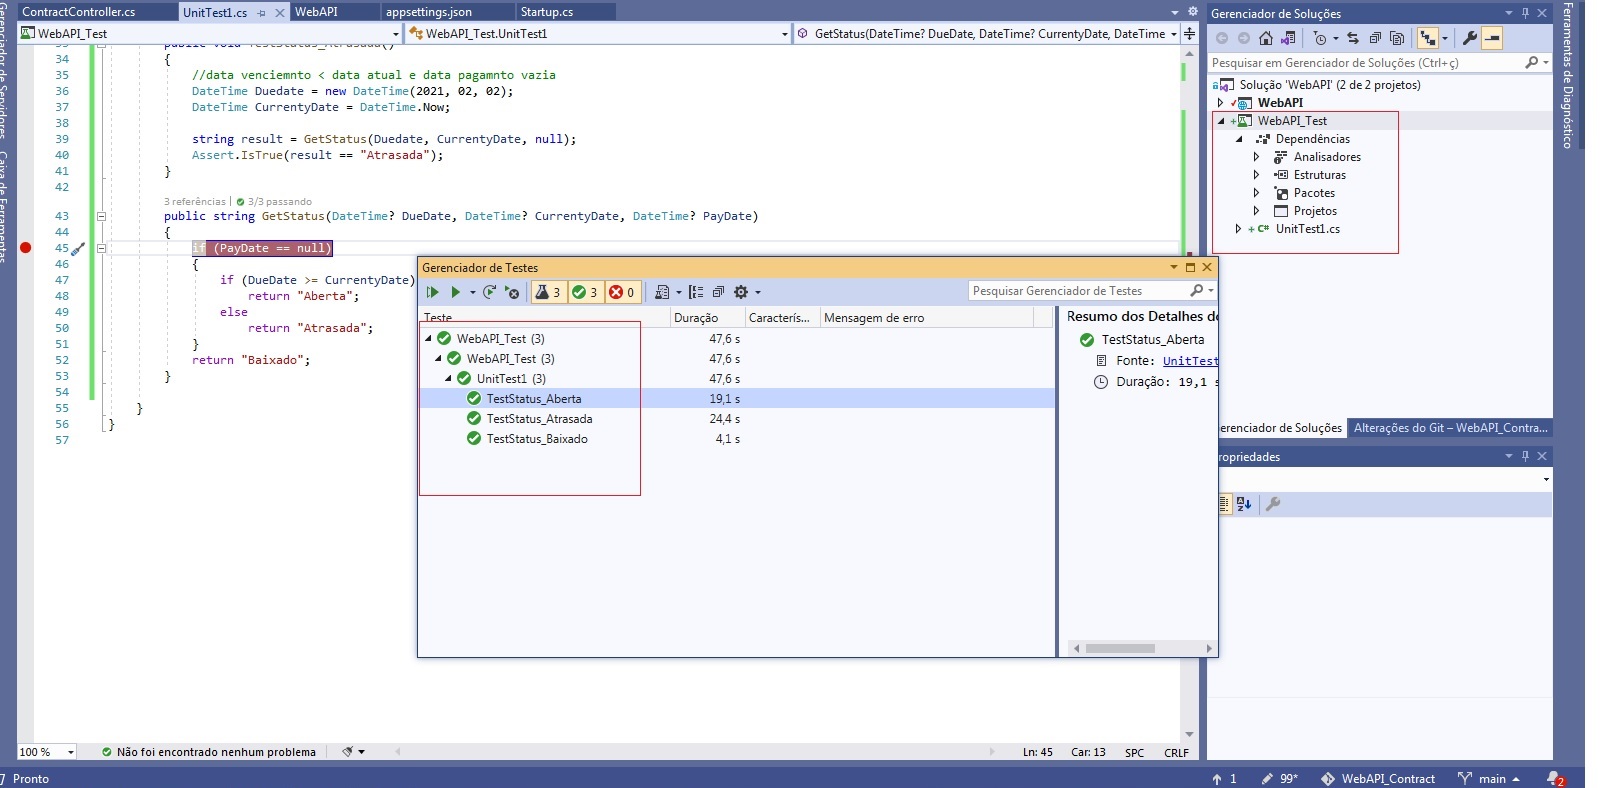 ContractController.cs
UnitTest1.cs
WebAPI
appsettings.json
Startup.cs
WebAPI_Test
WebAPI_Test.UnitTest1
GetStatus(DateTime? DueDate, DateTime? CurrentyDate, DateTime
34 {
35 //data venciemnto < data atual e data pagamnto vazia
36 DateTime Duedate = new DateTime(2021, 02, 02);
37 DateTime CurrentyDate = DateTime.Now;
38
39 string result = GetStatus(Duedate, CurrentyDate, null);
40 Assert.IsTrue(result == "Atrasada");
41 }
42
3 referências | 3/3 passando
43 public string GetStatus(DateTime? DueDate, DateTime? CurrentyDate, DateTime? PayDate)
44 {
45 if (PayDate == null)
46 {
47 if (DueDate >= CurrentyDate)
48 return "Aberta";
49 else
50 return "Atrasada";
51 }
52 return "Baixado";
53 }
54
55 }
56 }
57
Gerenciador de Testes
3 3 0
Pesquisar Gerenciador de Testes
Teste Duração Caracterís... Mensagem de erro
WebAPI_Test (3) 47,6 s
WebAPI_Test (3) 47,6 s
UnitTest1 (3) 47,6 s
TestStatus_Aberta 19,1 s
TestStatus_Atrasada 24,4 s
TestStatus_Baixado 4,1 s
Resumo dos Detalhes do
TestStatus_Aberta
Fonte: UnitTest
Duração: 19,1 s
Gerenciador de Soluções
Pesquisar em Gerenciador de Soluções (Ctrl+ç)
Solução 'WebAPI' (2 de 2 projetos)
WebAPI
WebAPI_Test
Dependências
Analisadores
Estruturas
Pacotes
Projetos
C# UnitTest1.cs
erenciador de Soluções
Alterações do Git – WebAPI_Contra...
ropriedades
Gerenciador de Servidores
Caixa de Ferramentas
Ferramentas de Diagnóstico
100 %
Não foi encontrado nenhum problema
Ln: 45 Car: 13 SPC CRLF
Pronto
1 99* WebAPI_Contract main 2